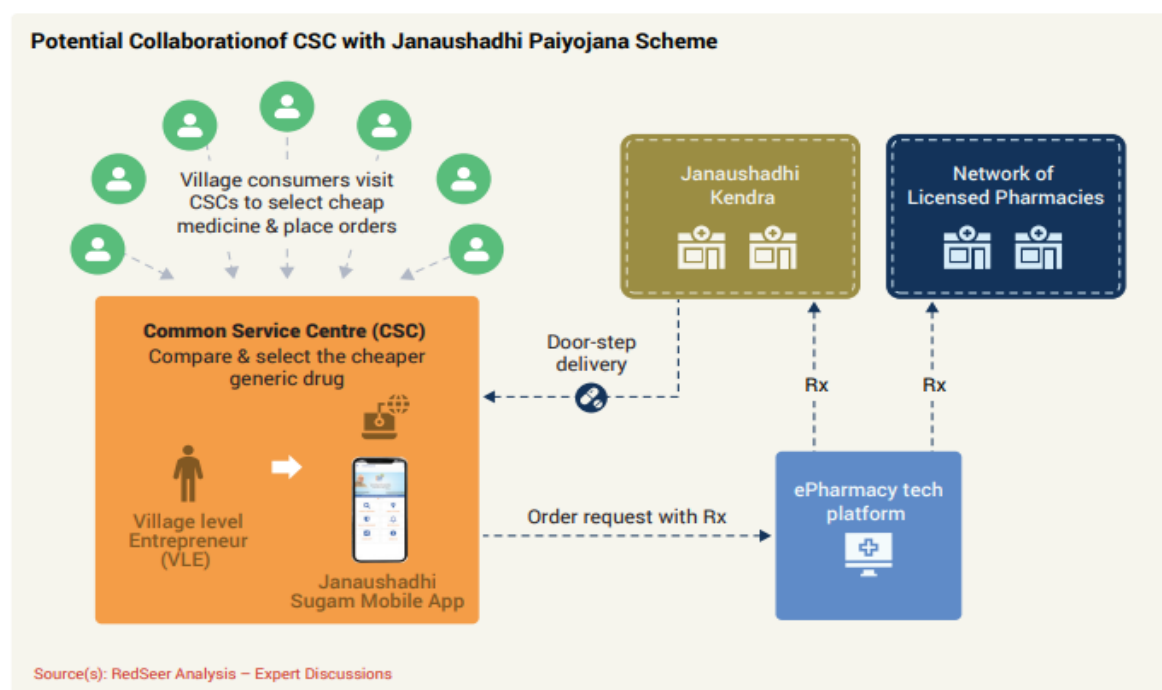 Potential Collaborationof CSC with Janaushadhi Paiyojana Scheme
Village consumers visit
CSCs to select cheap
medicine & place orders
Janaushadhi
Kendra
Network of
Licensed Pharmacies
Common Service Centre (CSC)
Compare & select the cheaper
generic drug
Door-step
delivery
Rx
Rx
Village level
Entrepreneur
(VLE)
Janaushadhi
Sugam Mobile App
Order request with Rx
ePharmacy tech
platform
Source(s): RedSeer Analysis – Expert Discussions